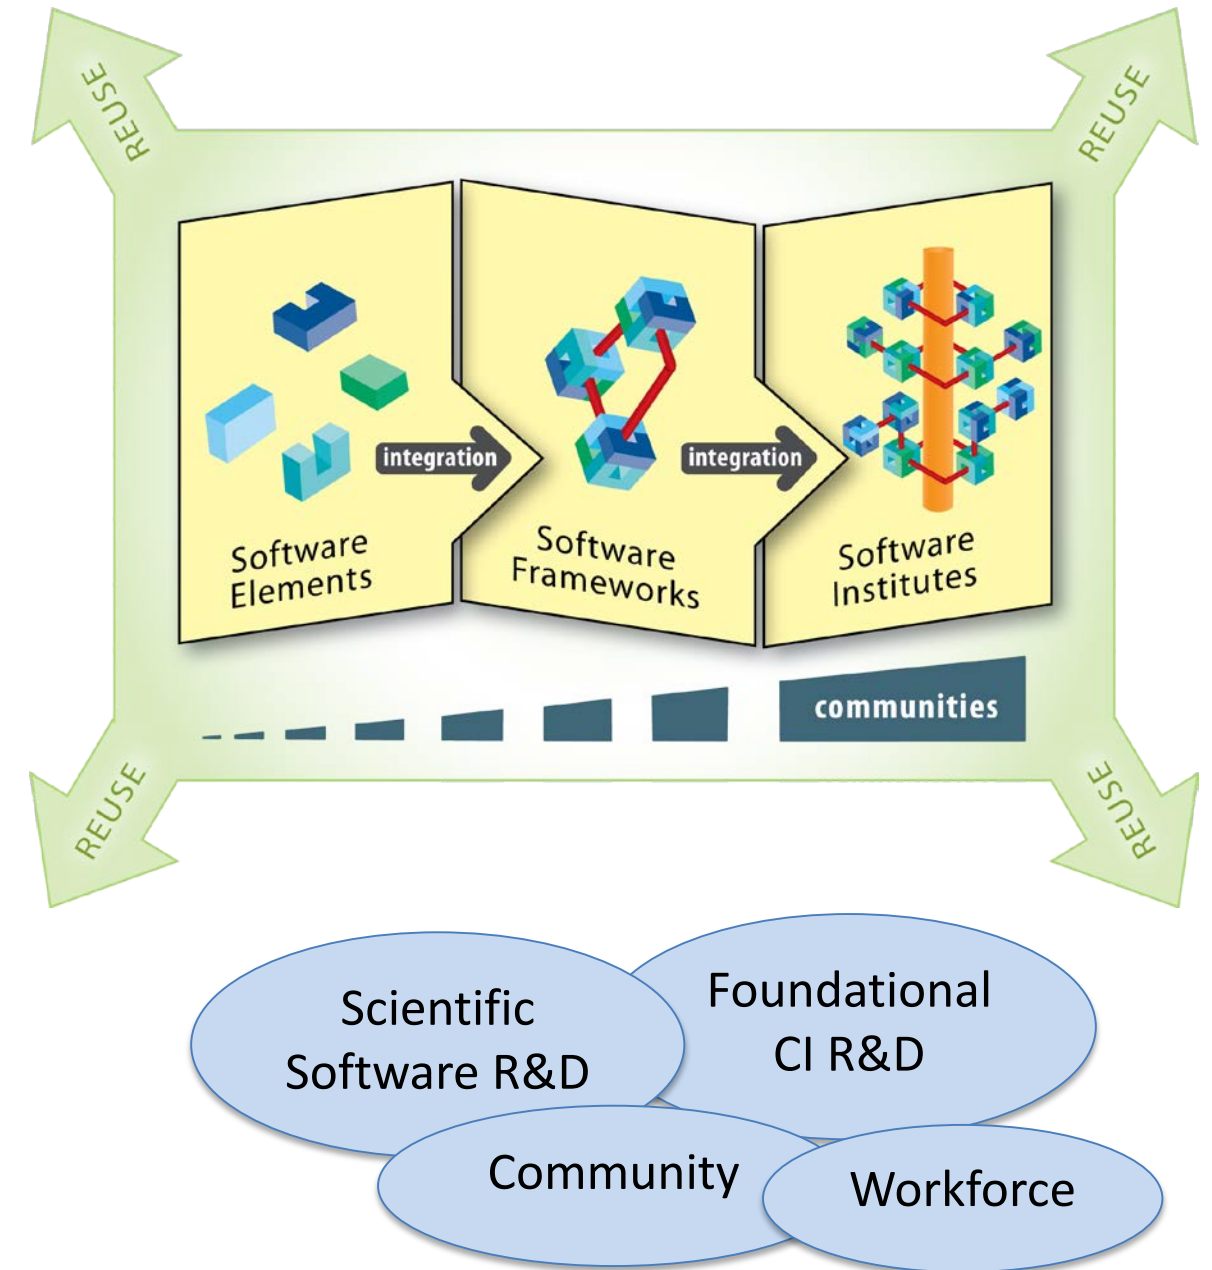 REUSE
REUSE
integration
integration
Software
Elements
Software
Frameworks
Software
Institutes
communities
REUSE
REUSE
Scientific
Software R&D
Foundational
CI R&D
Community
Workforce